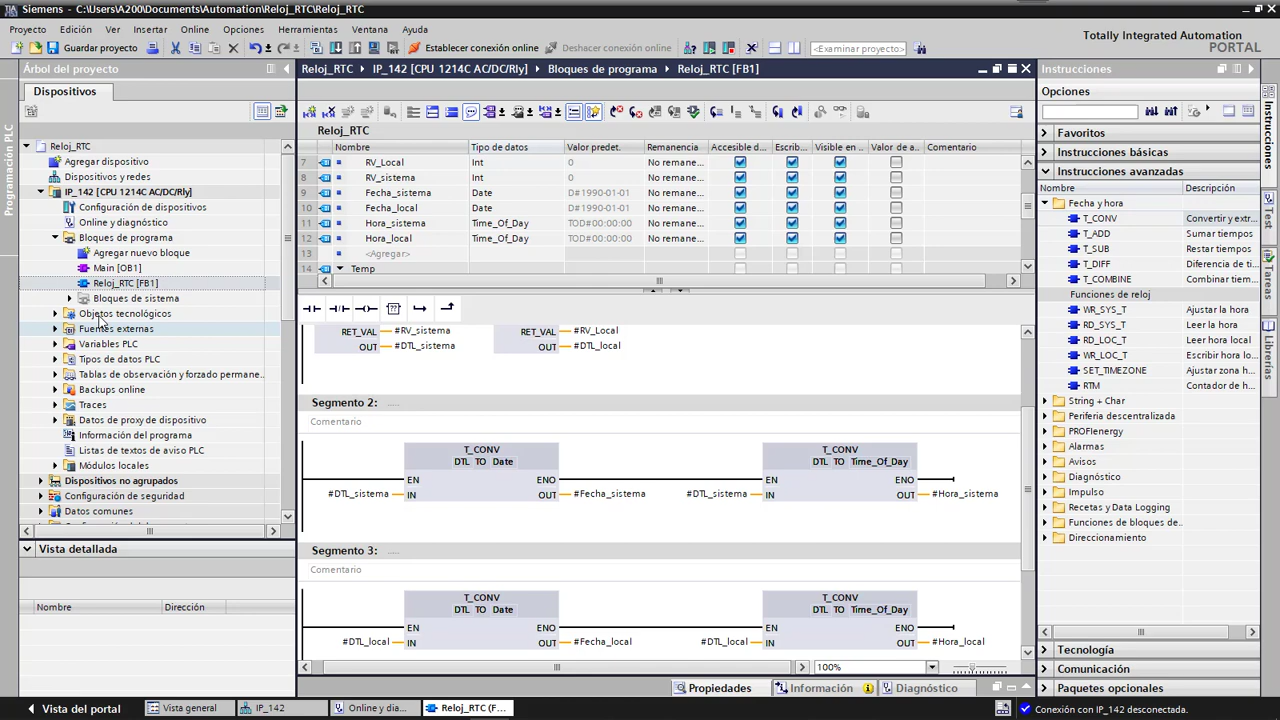 Siemens - C:\Users\A200\Documents\Automation\Reloj_RTC\Reloj_RTC
Proyecto Edición Ver Insertar Online Opciones Herramientas Ventana Ayuda
Totally Integrated Automation
PORTAL
Guardar proyecto Establecer conexión online Deshacer conexión online <Examinar proyecto>
Árbol del proyecto
Dispositivos
Programación PLC
Reloj_RTC
Agregar dispositivo
Dispositivos y redes
IP_142 [CPU 1214C AC/DC/Rly]
Configuración de dispositivos
Online y diagnóstico
Bloques de programa
Agregar nuevo bloque
Main [OB1]
Reloj_RTC [FB1]
Bloques de sistema
Objetos tecnológicos
Fuentes externas
Variables PLC
Tipos de datos PLC
Tablas de observación y forzado permane...
Backups online
Traces
Datos de proxy de dispositivo
Información del programa
Listas de textos de aviso PLC
Módulos locales
Dispositivos no agrupados
Configuración de seguridad
Datos comunes
Vista detallada
Nombre Dirección
Reloj_RTC IP_142 [CPU 1214C AC/DC/Rly] Bloques de programa Reloj_RTC [FB1]
Reloj_RTC
Nombre Tipo de datos Valor predet. Remanencia Accesible d... Escrib... Visible en .. Valor de a... Comentario
7 RV_Local Int 0 No remane...
8 RV_sistema Int 0 No remane...
9 Fecha_sistema Date D#1990-01-01 No remane...
10 Fecha_local Date D#1990-01-01 No remane...
11 Hora_sistema Time_Of_Day TOD#00:00:00 No remane...
12 Hora_local Time_Of_Day TOD#00:00:00 No remane...
13 <Agregar>
14 Temp
RET_VAL #RV_sistema RET_VAL #RV_Local
OUT #DTL_sistema OUT #DTL_local
Segmento 2: .....
Comentario
T_CONV T_CONV
DTL TO Date DTL TO Time_Of_Day
EN ENO EN ENO
#DTL_sistema IN OUT #Fecha_sistema #DTL_sistema IN OUT #Hora_sistema
Segmento 3: .....
Comentario
T_CONV T_CONV
DTL TO Date DTL TO Time_Of_Day
EN ENO EN ENO
#DTL_local IN OUT #Fecha_local #DTL_local IN OUT #Hora_local
100%
Propiedades Información Diagnóstico
Instrucciones
Opciones
Favoritos
Instrucciones básicas
Instrucciones avanzadas
Nombre Descripción
Fecha y hora
T_CONV Convertir y extr...
T_ADD Sumar tiempos
T_SUB Restar tiempos
T_DIFF Diferencia de ti...
T_COMBINE Combinar tiem...
Funciones de reloj
WR_SYS_T Ajustar la hora
RD_SYS_T Leer la hora
RD_LOC_T Leer hora local
WR_LOC_T Escribir hora lo...
SET_TIMEZONE Ajustar zona h...
RTM Contador de h...
String + Char
Periferia descentralizada
PROFIenergy
Alarmas
Avisos
Diagnóstico
Impulso
Recetas y Data Logging
Funciones de bloques de..
Direccionamiento
Tecnología
Comunicación
Paquetes opcionales
Instrucciones
Test
Tareas
Librerías
Vista del portal Vista general IP_142 Online y dia... Reloj_RTC (F... Conexión con IP_142 desconectada.